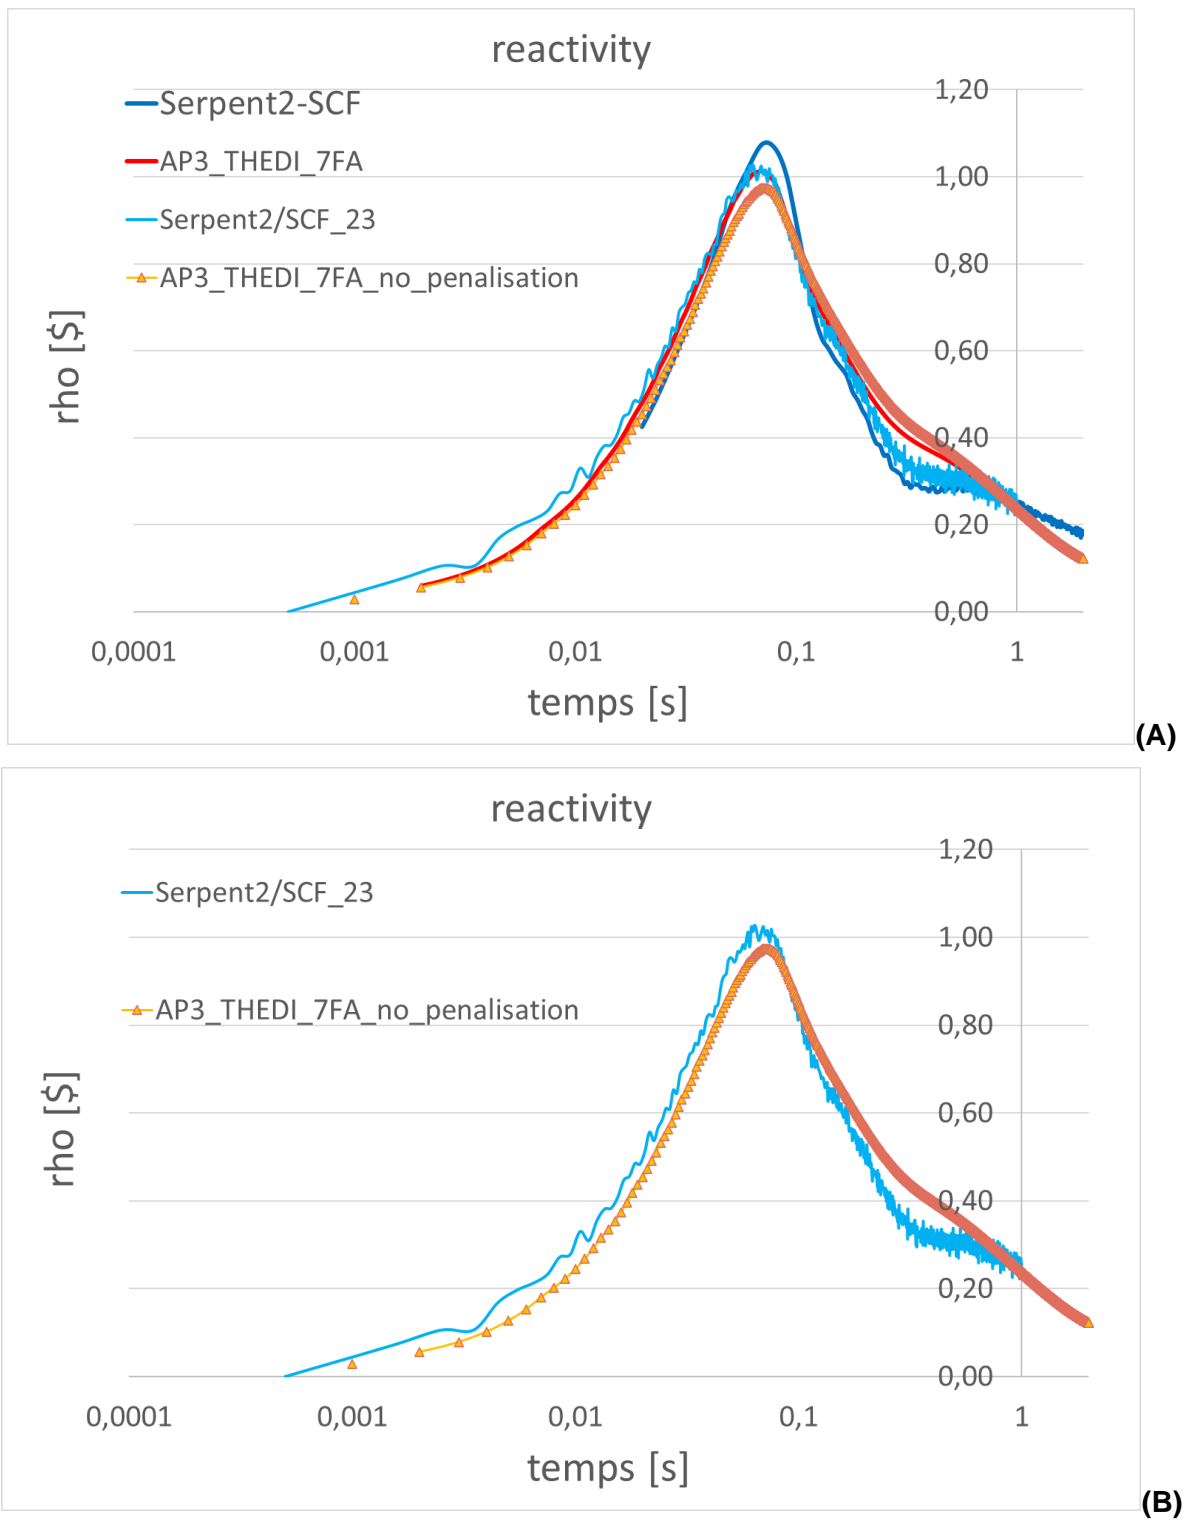 reactivity
Serpent2-SCF
AP3_THEDI_7FA
Serpent2/SCF_23
AP3_THEDI_7FA_no_penalisation
1,20
1,00
0,80
0,60
0,40
0,20
0,00
rho [$]
0,0001 0,001 0,01 0,1 1
temps [s]
(A)
reactivity
Serpent2/SCF_23
AP3_THEDI_7FA_no_penalisation
1,20
1,00
0,80
0,60
0,40
0,20
0,00
rho [$]
0,0001 0,001 0,01 0,1 1
temps [s]
(B)